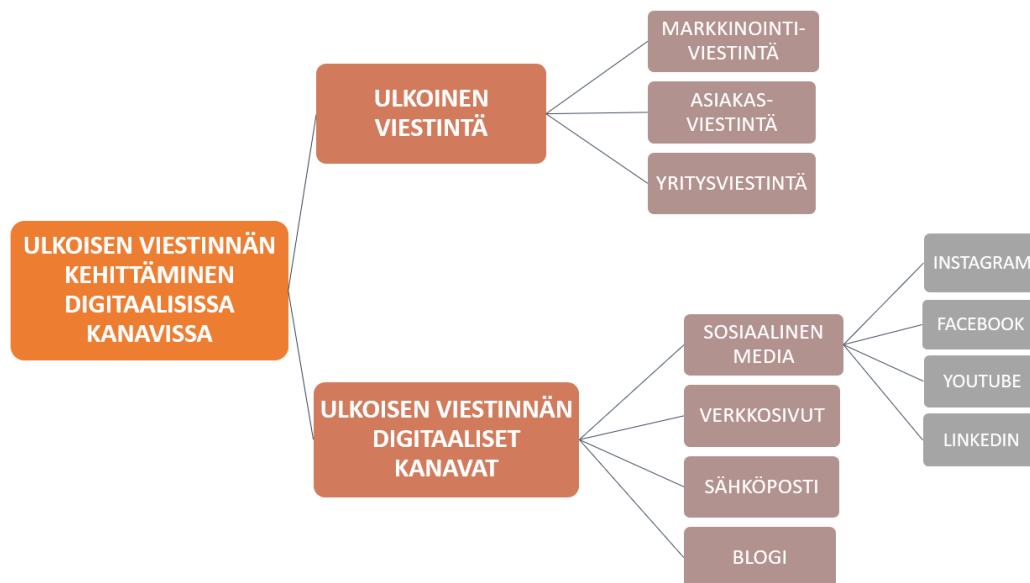 ULKOISEN VIESTINNÄN
KEHITTÄMINEN
DIGITAALISISSA
KANAVISSA
ULKOINEN
VIESTINTÄ
MARKKINOINTI-
VIESTINTÄ
ASIAKAS-
VIESTINTÄ
YRITYSVIESTINTÄ
ULKOISEN VIESTINNÄN
DIGITAALISET
KANAVAT
SOSIAALINEN
MEDIA
VERKKOSIVUT
SÄHKÖPOSTI
BLOGI
INSTAGRAM
FACEBOOK
YOUTUBE
LINKEDIN